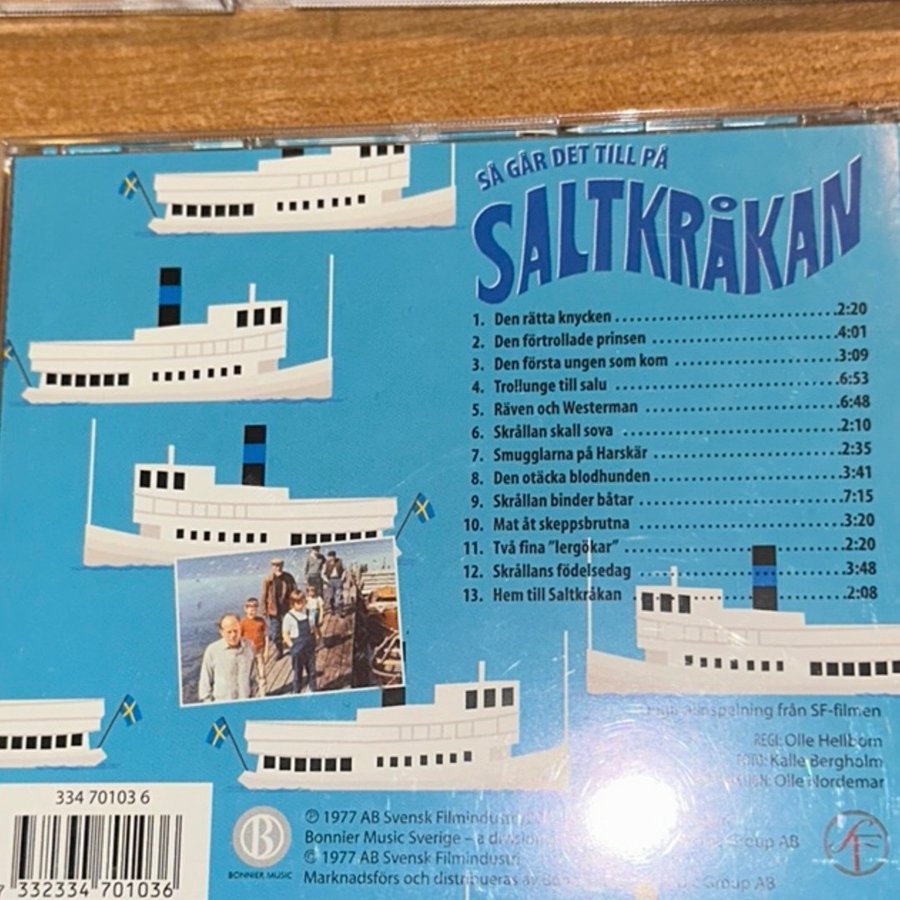 SÅ GÅR DET TILL PÅ
SALTKRÅKAN
1. Den rätta knycken 2:20
2. Den förtrollade prinsen 4:01
3. Den första ungen som kom 3:09
4. Trollunge till salu 6:53
5. Räven och Westerman 6:48
6. Skrållan skall sova 2:10
7. Smugglarna på Harskär 2:35
8. Den otäcka blodhunden 3:41
9. Skrållan binder båtar 7:15
10. Mat åt skeppsbrutna 3:20
11. Två fina ”lergökar” 2:20
12. Skrållans födelsedag 3:48
13. Hem till Saltkråkan 2:08
från SF-filmen
REGI: Olle Hellbom
FOTO: Kalle Bergholm
Olle Nordemar
334 70103 6
7 332334 701036
B
BONNIER MUSIC
℗ 1977 AB Svensk Filmindustri
Bonnier Music Sverige – a division Group AB
© 1977 AB Svensk Filmindustri
Marknadsförs och distribueras av Group AB
SF